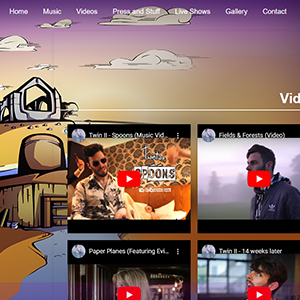 Home Music Videos Press and Stuff Live Shows Gallery Contact
Vid
Twin II - Spoons (Music Vid
Fields & Forests (Video)
SPOONS
Paper Planes (Featuring Evi
Twin II - 14 weeks later